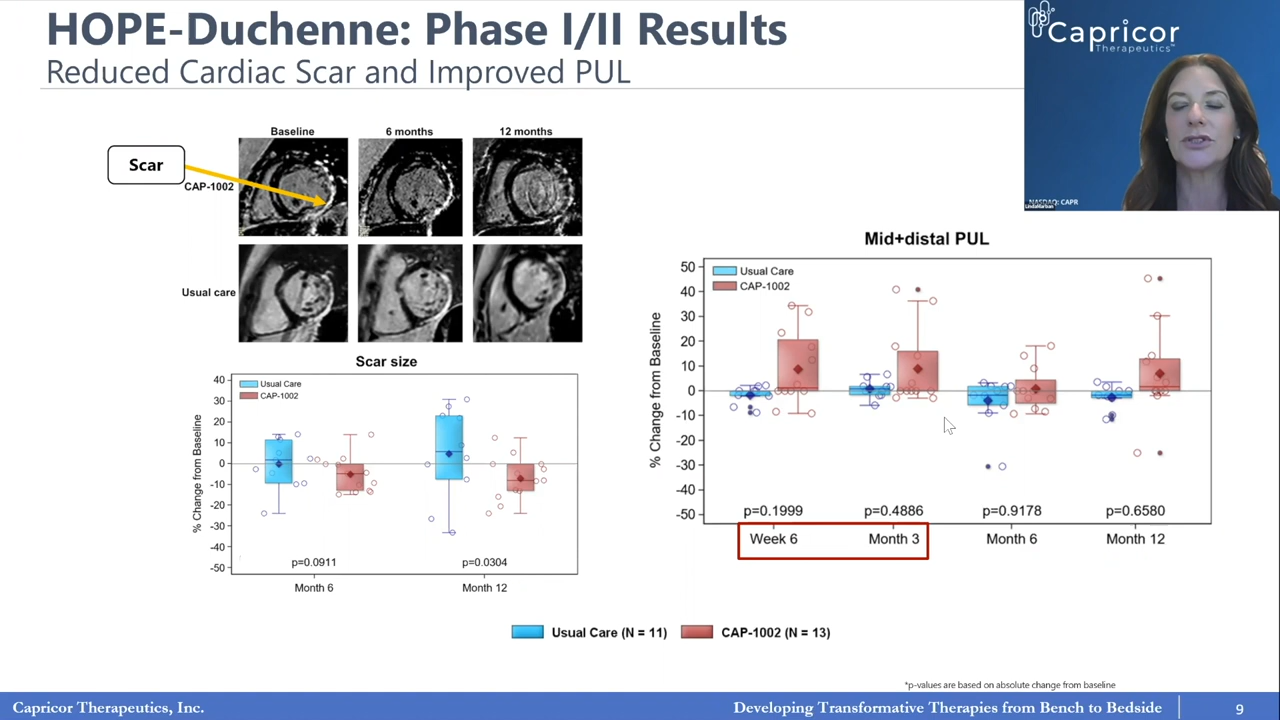 HOPE-Duchenne: Phase I/II Results
Reduced Cardiac Scar and Improved PUL
Capricor
Therapeutics™
NASDAQ: CAPR
Baseline
6 months
12 months
Scar
CAP-1002
Usual care
Scar size
% Change from Baseline
40
30
20
10
0
-10
-20
-30
-40
-50
Usual Care
CAP-1002
p=0.0911
p=0.0304
Month 6
Month 12
Mid+distal PUL
% Change from Baseline
50
40
30
20
10
0
-10
-20
-30
-40
-50
Usual Care
CAP-1002
p=0.1999
p=0.4886
p=0.9178
p=0.6580
Week 6
Month 3
Month 6
Month 12
Usual Care (N = 11)
CAP-1002 (N = 13)
*p-values are based on absolute change from baseline
Capricor Therapeutics, Inc.
Developing Transformative Therapies from Bench to Bedside
9